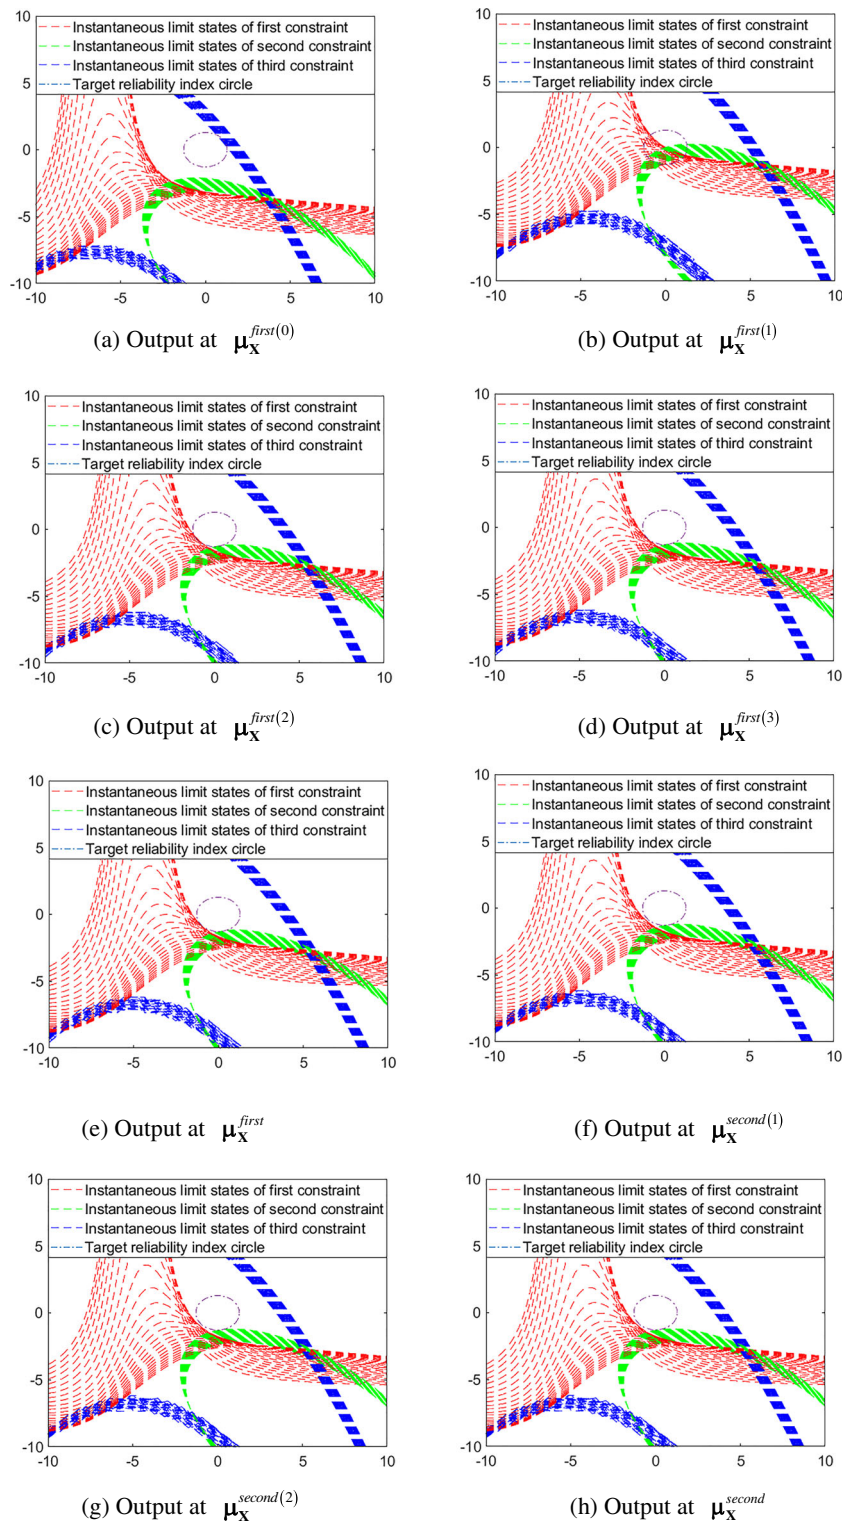 10
Instantaneous limit states of first constraint
Instantaneous limit states of second constraint
Instantaneous limit states of third constraint
Target reliability index circle
5
0
-5
-10
-10 -5 0 5 10
(a) Output at μ_X^{first(0)}
10
Instantaneous limit states of first constraint
Instantaneous limit states of second constraint
Instantaneous limit states of third constraint
Target reliability index circle
5
0
-5
-10
-10 -5 0 5 10
(b) Output at μ_X^{first(1)}
10
Instantaneous limit states of first constraint
Instantaneous limit states of second constraint
Instantaneous limit states of third constraint
Target reliability index circle
5
0
-5
-10
-10 -5 0 5 10
(c) Output at μ_X^{first(2)}
10
Instantaneous limit states of first constraint
Instantaneous limit states of second constraint
Instantaneous limit states of third constraint
Target reliability index circle
5
0
-5
-10
-10 -5 0 5 10
(d) Output at μ_X^{first(3)}
10
Instantaneous limit states of first constraint
Instantaneous limit states of second constraint
Instantaneous limit states of third constraint
Target reliability index circle
5
0
-5
-10
-10 -5 0 5 10
(e) Output at μ_X^{first}
10
Instantaneous limit states of first constraint
Instantaneous limit states of second constraint
Instantaneous limit states of third constraint
Target reliability index circle
5
0
-5
-10
-10 -5 0 5 10
(f) Output at μ_X^{second(1)}
10
Instantaneous limit states of first constraint
Instantaneous limit states of second constraint
Instantaneous limit states of third constraint
Target reliability index circle
5
0
-5
-10
-10 -5 0 5 10
(g) Output at μ_X^{second(2)}
10
Instantaneous limit states of first constraint
Instantaneous limit states of second constraint
Instantaneous limit states of third constraint
Target reliability index circle
5
0
-5
-10
-10 -5 0 5 10
(h) Output at μ_X^{second}